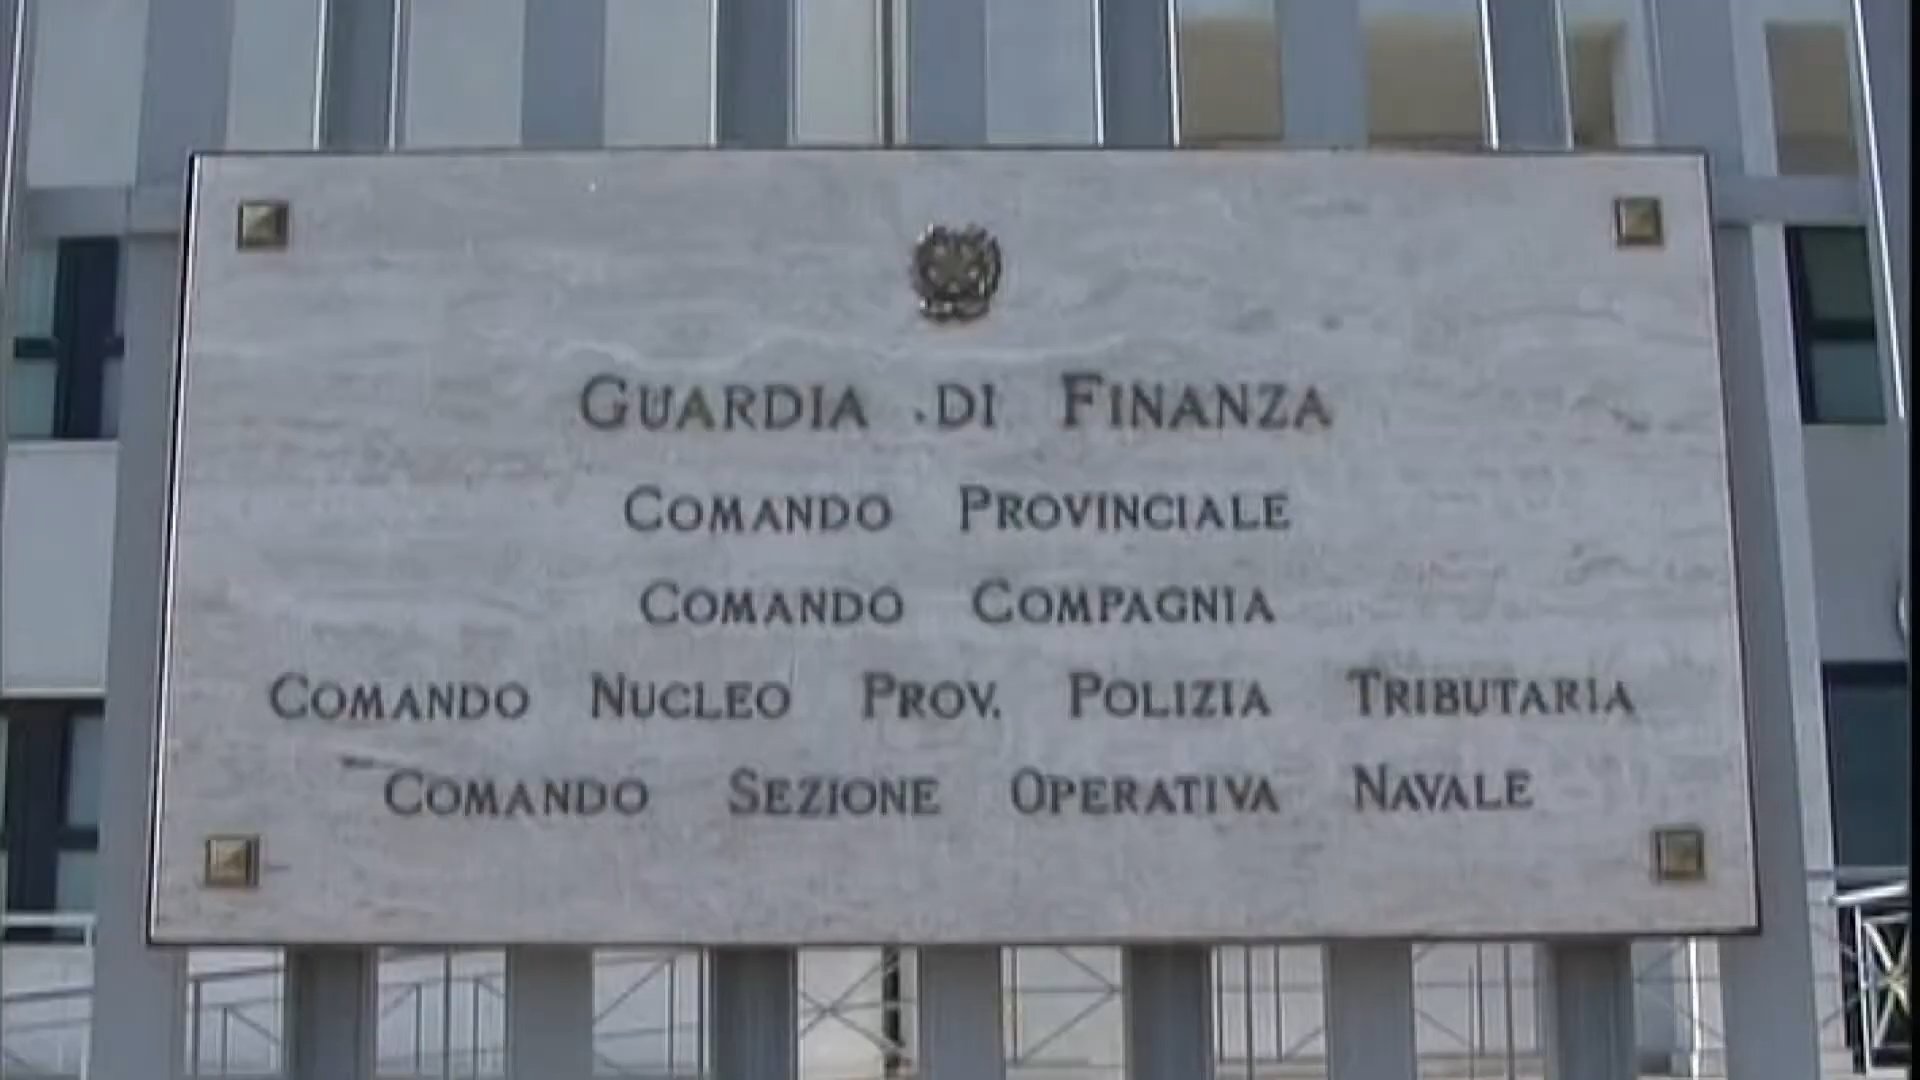 GUARDIA DI FINANZA
COMANDO PROVINCIALE
COMANDO COMPAGNIA
COMANDO NUCLEO PROV. POLIZIA TRIBUTARIA
COMANDO SEZIONE OPERATIVA NAVALE